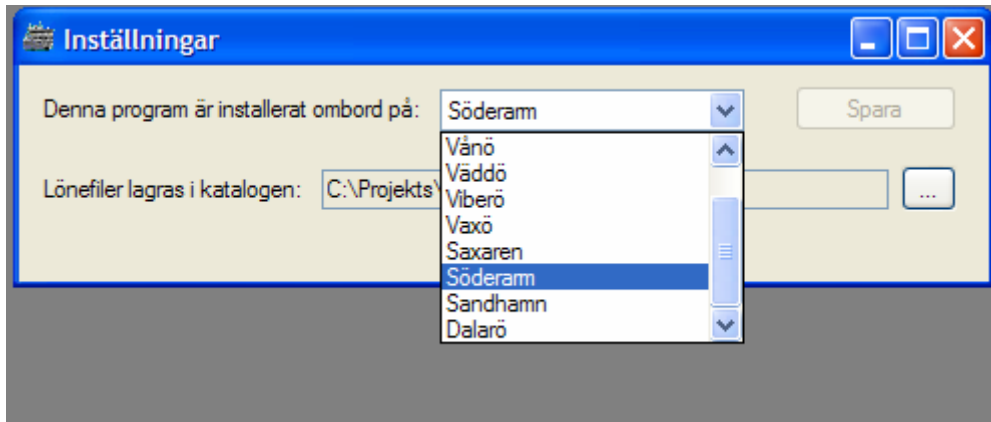 Inställningar
Denna program är installerat ombord på: Söderarm Spara
Vånö
Väddö
Lönefiler lagras i katalogen: C:\Projekts\ ...
Viberö
Vaxö
Saxaren
Söderarm
Sandhamn
Dalarö